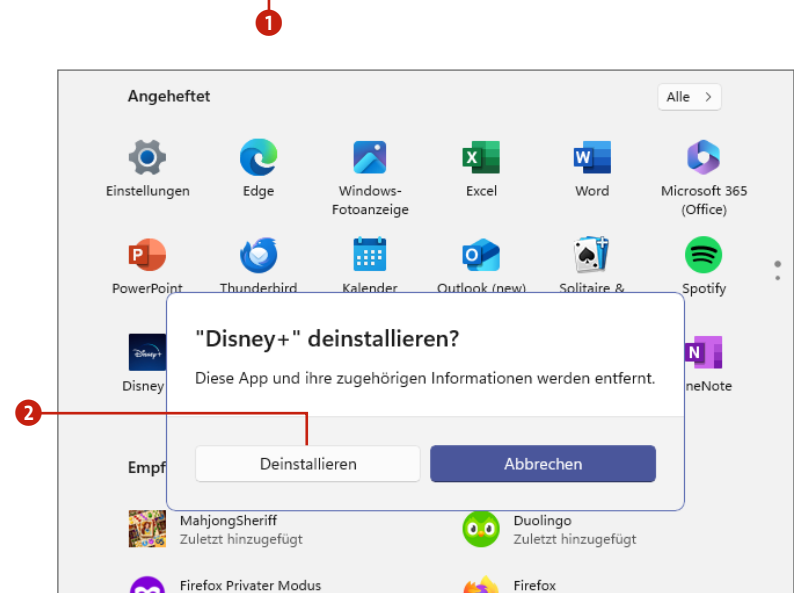 1
Angeheftet
Alle >
Einstellungen
Edge
Windows-
Fotoanzeige
Excel
Word
Microsoft 365
(Office)
PowerPoint
Thunderbird
Kalender
Outlook (new)
Solitaire &
Spotify
"Disney+" deinstallieren?
Disney+
Disney
Diese App und ihre zugehörigen Informationen werden entfernt.
N
neNote
2
Deinstallieren
Abbrechen
Empf
MahjongSheriff
Zuletzt hinzugefügt
Duolingo
Zuletzt hinzugefügt
Firefox Privater Modus
Firefox